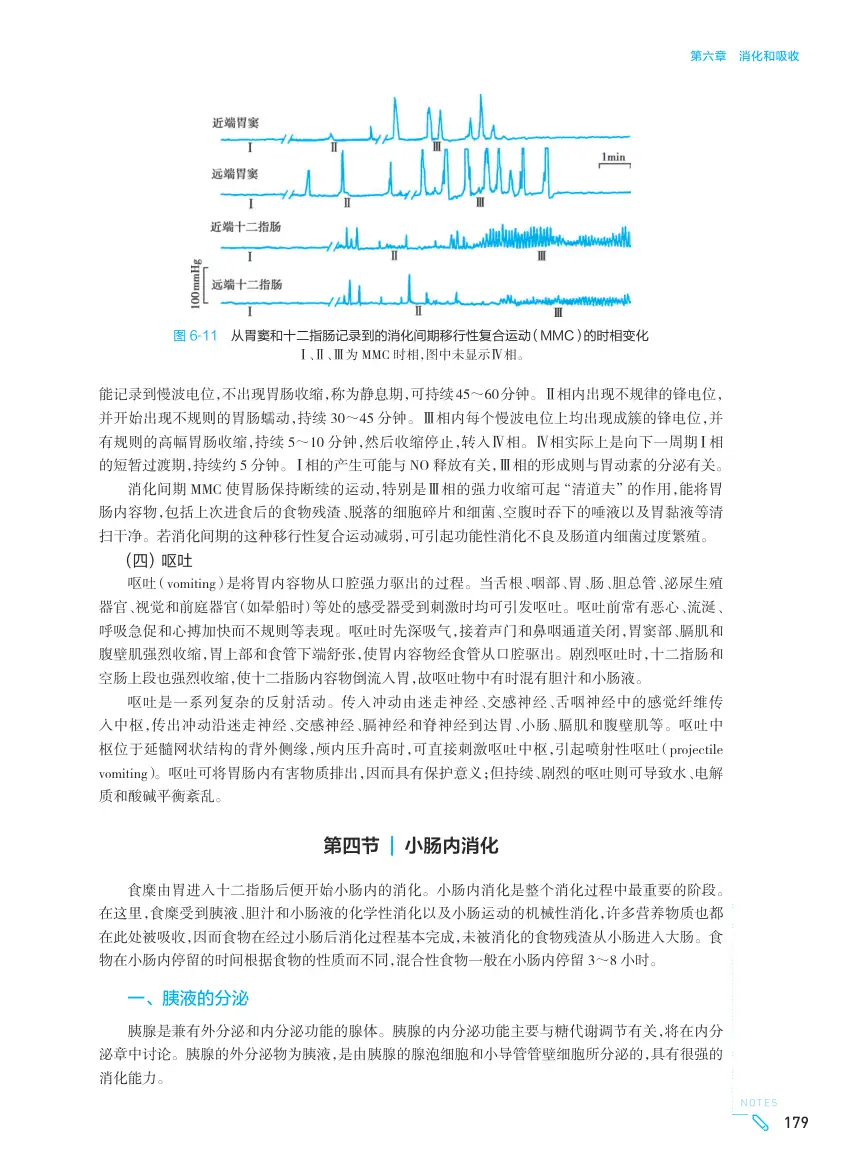 第六章　消化和吸收
近端胃窦
Ⅰ Ⅱ Ⅲ
1min
远端胃窦
Ⅰ Ⅱ Ⅲ
近端十二指肠
Ⅰ Ⅱ Ⅲ
100mmHg
远端十二指肠
Ⅰ Ⅱ Ⅲ
图 6-11　从胃窦和十二指肠记录到的消化间期移行性复合运动（MMC）的时相变化
Ⅰ、Ⅱ、Ⅲ为 MMC 时相,图中未显示Ⅳ相。
能记录到慢波电位,不出现胃肠收缩,称为静息期,可持续45～60分钟。Ⅱ相内出现不规律的锋电位,
并开始出现不规则的胃肠蠕动,持续 30～45 分钟。Ⅲ相内每个慢波电位上均出现成簇的锋电位,并
有规则的高幅胃肠收缩,持续 5～10 分钟,然后收缩停止,转入Ⅳ相。Ⅳ相实际上是向下一周期Ⅰ相
的短暂过渡期,持续约 5 分钟。Ⅰ相的产生可能与 NO 释放有关,Ⅲ相的形成则与胃动素的分泌有关。
消化间期 MMC 使胃肠保持断续的运动,特别是Ⅲ相的强力收缩可起“清道夫”的作用,能将胃
肠内容物,包括上次进食后的食物残渣、脱落的细胞碎片和细菌、空腹时吞下的唾液以及胃黏液等清
扫干净。若消化间期的这种移行性复合运动减弱,可引起功能性消化不良及肠道内细菌过度繁殖。
（四）呕吐
呕吐（vomiting）是将胃内容物从口腔强力驱出的过程。当舌根、咽部、胃、肠、胆总管、泌尿生殖
器官、视觉和前庭器官（如晕船时）等处的感受器受到刺激时均可引发呕吐。呕吐前常有恶心、流涎、
呼吸急促和心搏加快而不规则等表现。呕吐时先深吸气,接着声门和鼻咽通道关闭,胃窦部、膈肌和
腹壁肌强烈收缩,胃上部和食管下端舒张,使胃内容物经食管从口腔驱出。剧烈呕吐时,十二指肠和
空肠上段也强烈收缩,使十二指肠内容物倒流入胃,故呕吐物中有时混有胆汁和小肠液。
呕吐是一系列复杂的反射活动。传入冲动由迷走神经、交感神经、舌咽神经中的感觉纤维传
入中枢,传出冲动沿迷走神经、交感神经、膈神经和脊神经到达胃、小肠、膈肌和腹壁肌等。呕吐中
枢位于延髓网状结构的背外侧缘,颅内压升高时,可直接刺激呕吐中枢,引起喷射性呕吐（projectile
vomiting）。呕吐可将胃肠内有害物质排出,因而具有保护意义;但持续、剧烈的呕吐则可导致水、电解
质和酸碱平衡紊乱。
第四节 | 小肠内消化
食糜由胃进入十二指肠后便开始小肠内的消化。小肠内消化是整个消化过程中最重要的阶段。
在这里,食糜受到胰液、胆汁和小肠液的化学性消化以及小肠运动的机械性消化,许多营养物质也都
在此处被吸收,因而食物在经过小肠后消化过程基本完成,未被消化的食物残渣从小肠进入大肠。食
物在小肠内停留的时间根据食物的性质而不同,混合性食物一般在小肠内停留 3～8 小时。
一、胰液的分泌
胰腺是兼有外分泌和内分泌功能的腺体。胰腺的内分泌功能主要与糖代谢调节有关,将在内分
泌章中讨论。胰腺的外分泌物为胰液,是由胰腺的腺泡细胞和小导管管壁细胞所分泌的,具有很强的
消化能力。
NOTES
179